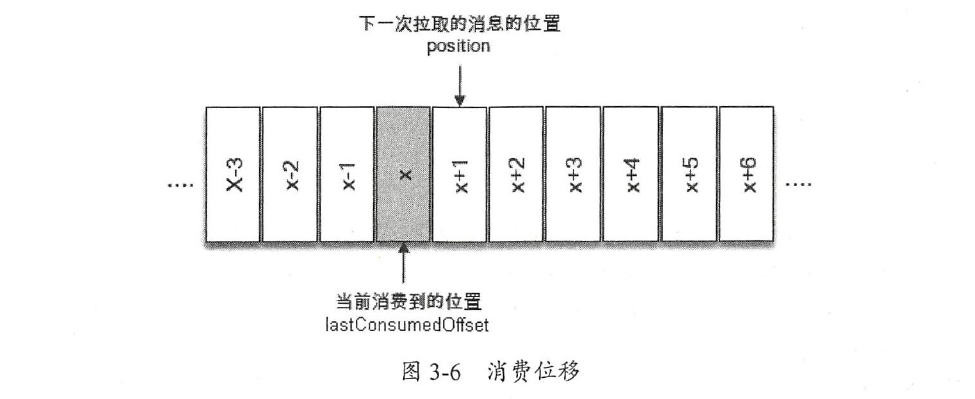 下一次拉取的消息的位置
position
.... X-3 x-2 x-1 x x+1 x+2 x+3 x+4 x+5 x+6 ....
当前消费到的位置
lastConsumedOffset
图 3-6 消费位移